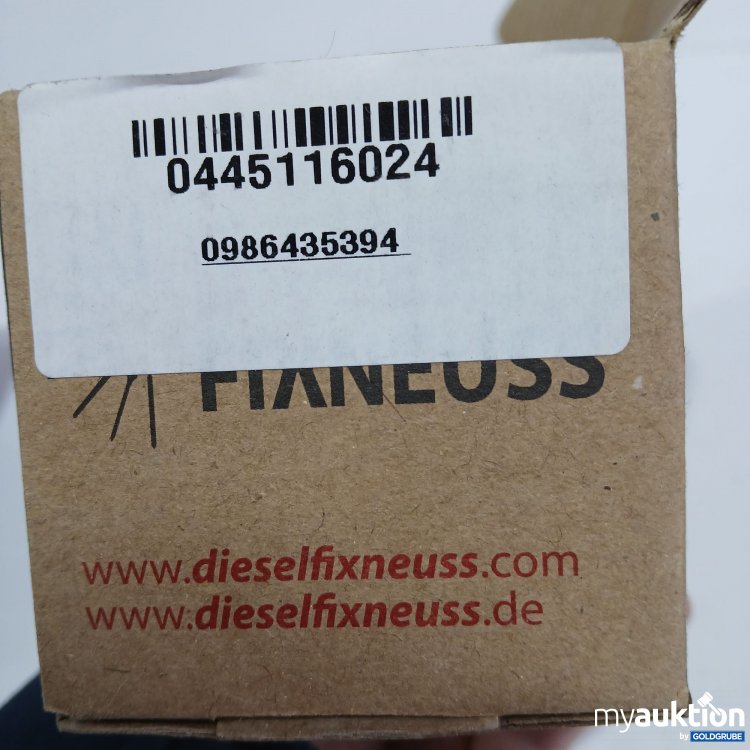 0445116024
0986435394
FIXNEUSS
www.dieselfixneuss.com
www.dieselfixneuss.de
myauktion
by GOLDGRUBE